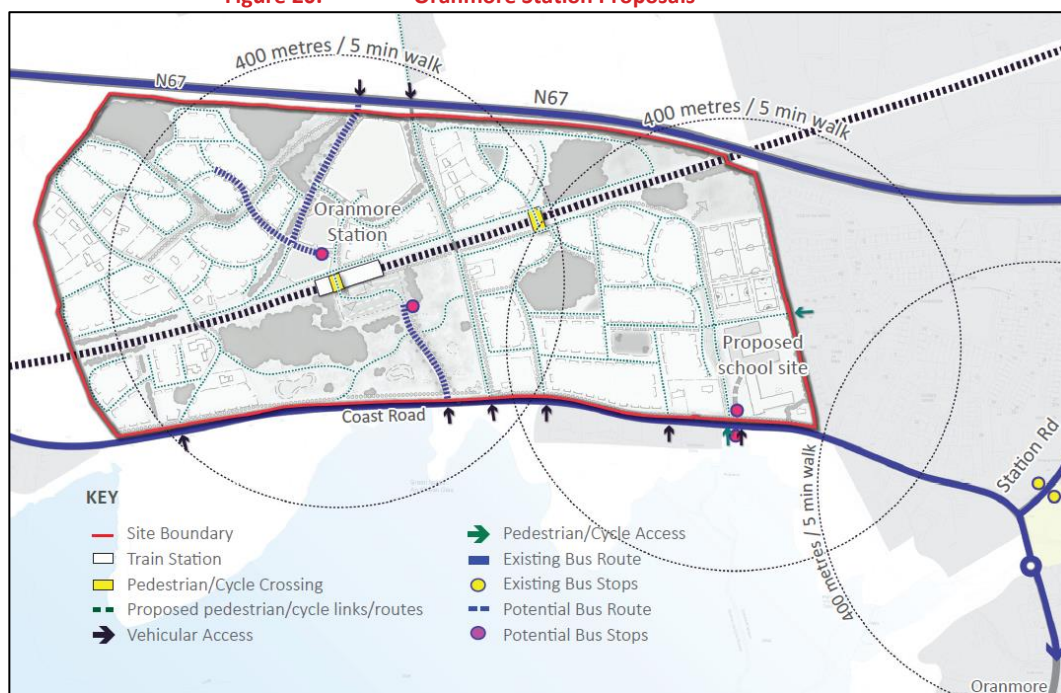 Figure 20: Oranmore Station Proposals
400 metres / 5 min walk
N67
N67
400 metres / 5 min walk
Oranmore
Station
Proposed
school site
Coast Road
Station Rd
400 metres / 5 min walk
Oranmore
KEY
Site Boundary
Train Station
Pedestrian/Cycle Crossing
Proposed pedestrian/cycle links/routes
Vehicular Access
Pedestrian/Cycle Access
Existing Bus Route
Existing Bus Stops
Potential Bus Route
Potential Bus Stops